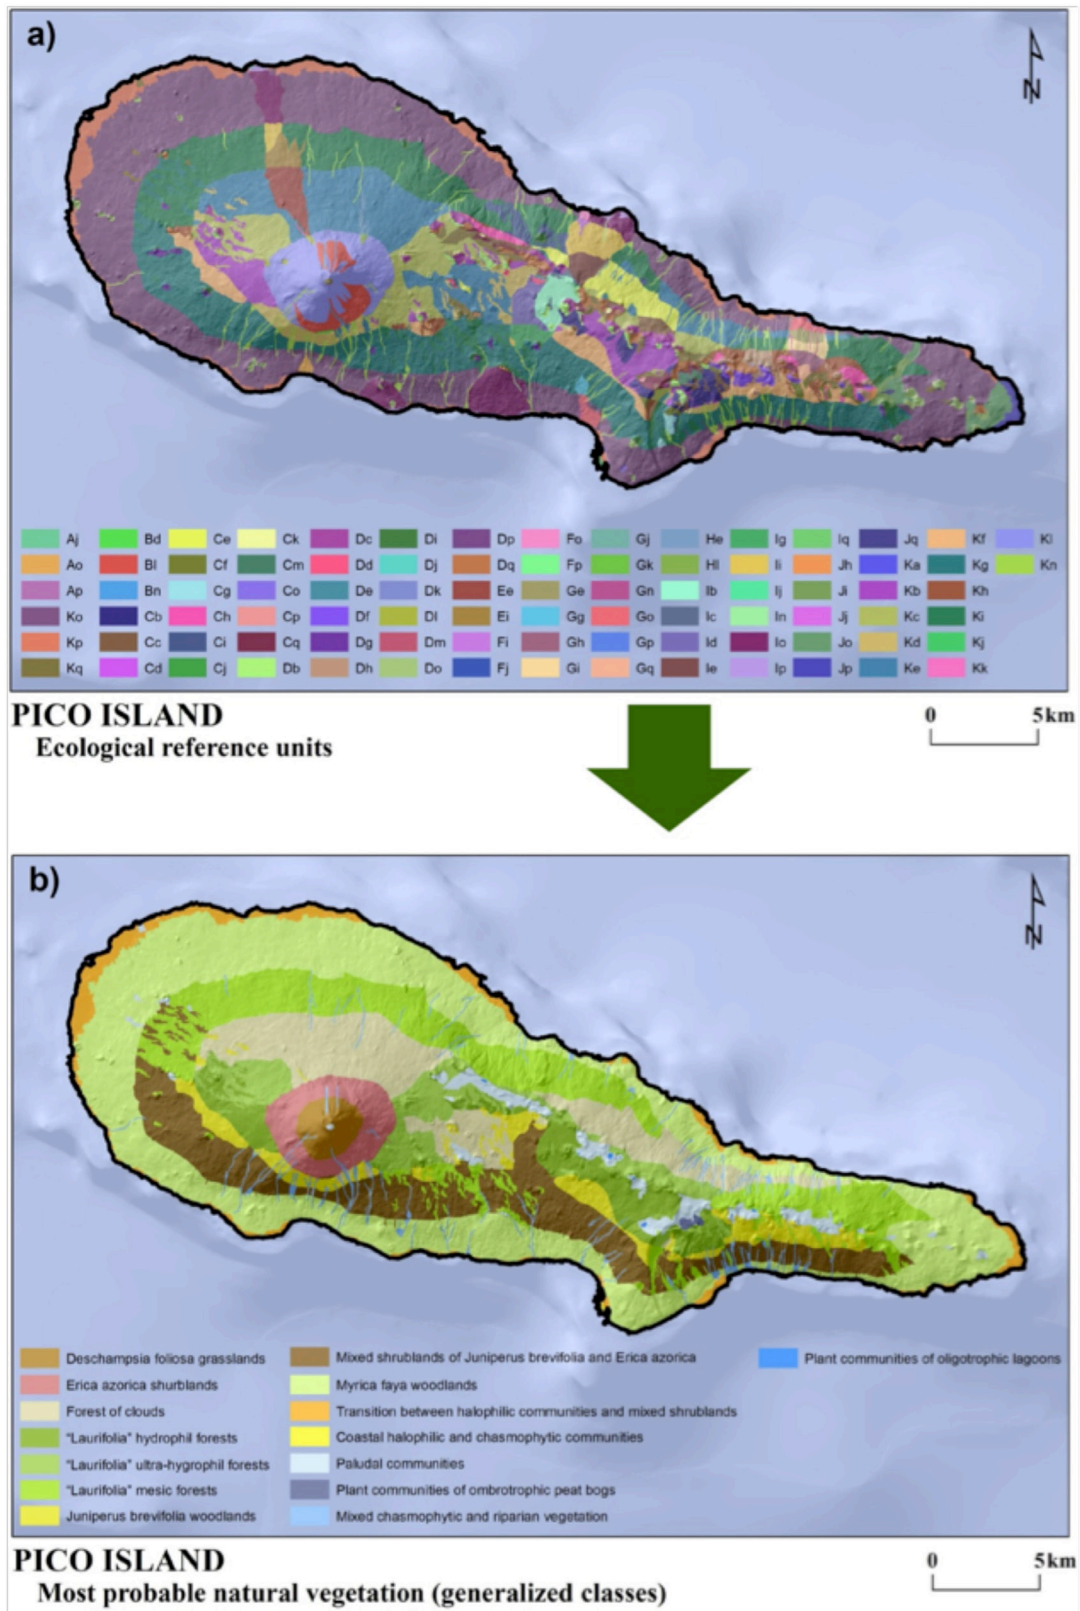 a)
N
Aj Bd Ce Ck Dc Di Dp Fo Gj He Ig Iq Jq Kf Kl
Ao Bl Cf Cm Dd Dj Dq Fp Gk Hl Ii Jh Ka Kg Kn
Ap Bn Cg Co De Dk Ee Ge Gn Ib Ij Ji Kb Kh
Ko Cb Ch Cp Df Dl Ei Gg Go Ic In Jj Kc Ki
Kp Cc Ci Cq Dg Dm Fi Gh Gp Id Io Jo Kd Kj
Kq Cd Cj Db Dh Do Fj Gi Gq Ie Ip Jp Ke Kk
PICO ISLAND
Ecological reference units
0 5km
b)
N
Deschampsia foliosa grasslands
Erica azorica shurblands
Forest of clouds
"Laurifolia" hydrophil forests
"Laurifolia" ultra-hygrophil forests
"Laurifolia" mesic forests
Juniperus brevifolia woodlands
Mixed shrublands of Juniperus brevifolia and Erica azorica
Myrica faya woodlands
Transition between halophilic communities and mixed shrublands
Coastal halophilic and chasmophytic communities
Paludal communities
Plant communities of ombrotrophic peat bogs
Mixed chasmophytic and riparian vegetation
Plant communities of oligotrophic lagoons
PICO ISLAND
Most probable natural vegetation (generalized classes)
0 5km